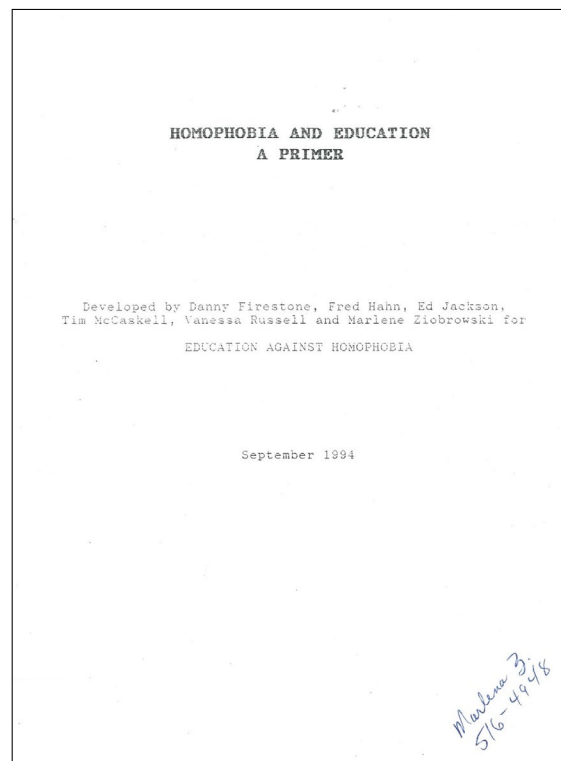 HOMOPHOBIA AND EDUCATION
A PRIMER
Developed by Danny Firestone, Fred Hahn, Ed Jackson,
Tim McCaskell, Vanessa Russell and Marlene Ziobrowski for
EDUCATION AGAINST HOMOPHOBIA
September 1994
Marlena Z.
516-4948